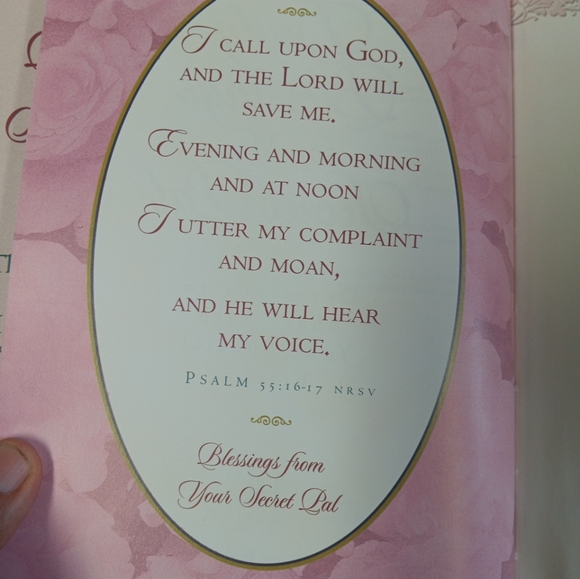 I CALL UPON GOD,
AND THE LORD WILL
SAVE ME.
EVENING AND MORNING
AND AT NOON
I UTTER MY COMPLAINT
AND MOAN,
AND HE WILL HEAR
MY VOICE.
PSALM 55:16-17 NRSV
Blessings from
Your Secret Pal